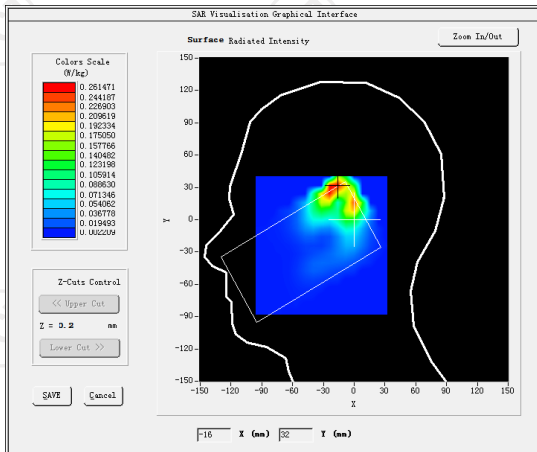 SAR Visualisation Graphical Interface
Surface Radiated Intensity
Zoom In/Out
Colors Scale
(W/kg)
0.261471
0.244187
0.226903
0.209619
0.192334
0.175050
0.157766
0.140482
0.123198
0.105914
0.088630
0.071346
0.054062
0.036778
0.019493
0.002209
Z-Cuts Control
<< Upper Cut
Z = 0.2 mm
Lower Cut >>
SAVE Cancel
150
120
90
60
30
0
-30
-60
-90
-120
-150
Y
-150 -120 -90 -60 -30 0 30 60 90 120 150
X
-16 X (mm) 32 Y (mm)